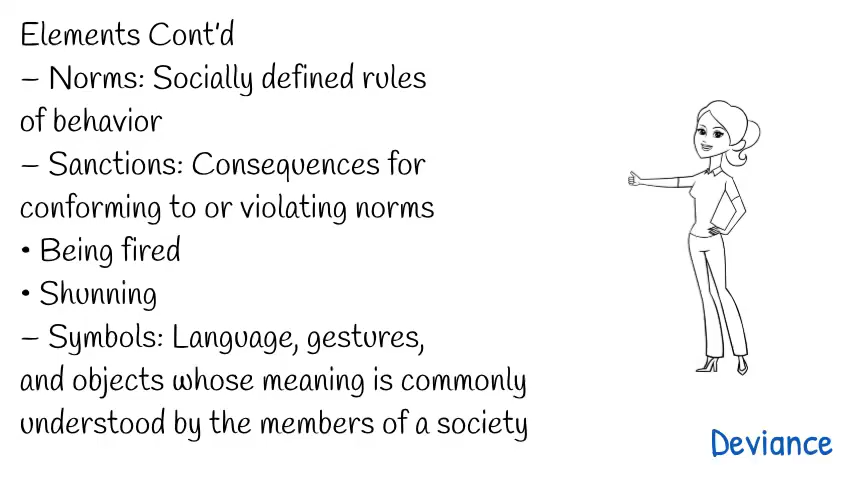 Elements Cont'd
– Norms: Socially defined rules
of behavior
– Sanctions: Consequences for
conforming to or violating norms
• Being fired
• Shunning
– Symbols: Language, gestures,
and objects whose meaning is commonly
understood by the members of a society
Deviance